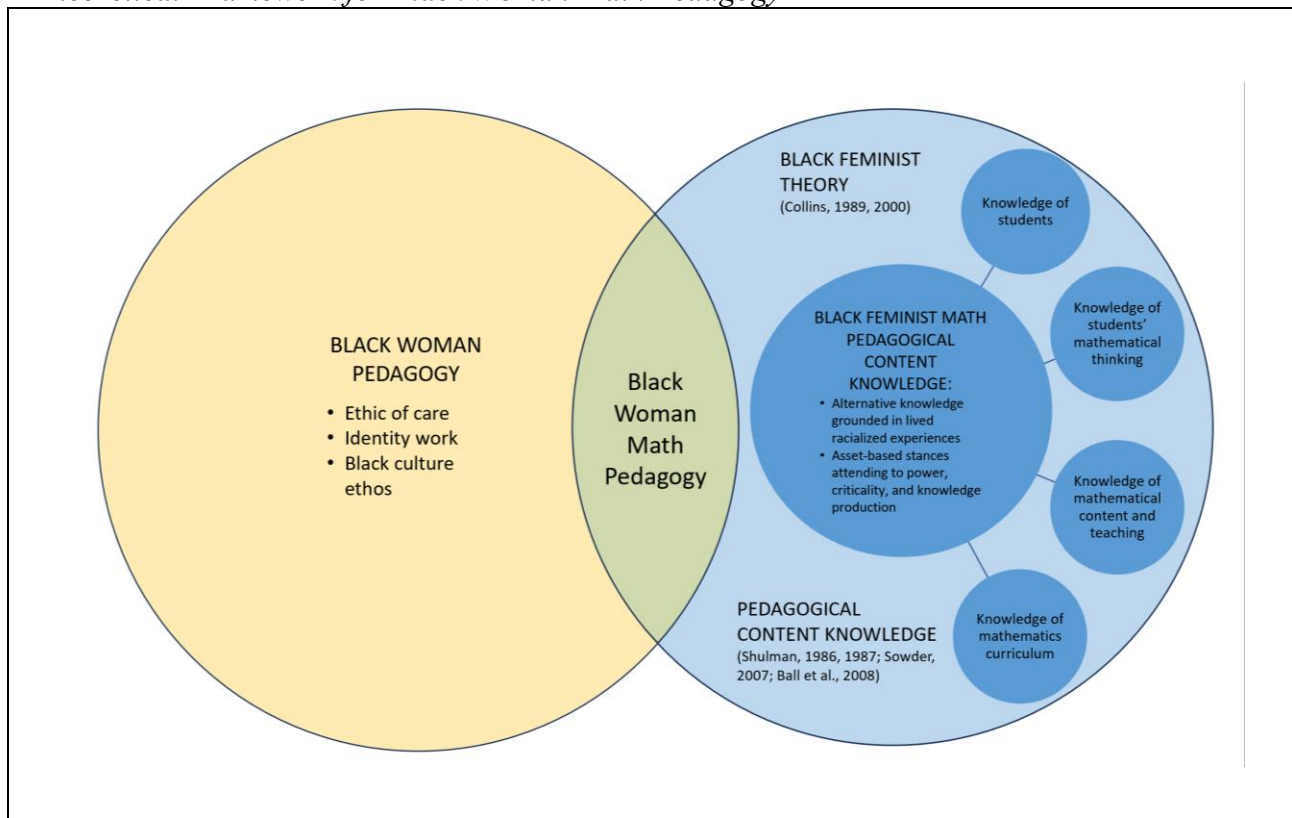 BLACK WOMAN
PEDAGOGY
• Ethic of care
• Identity work
• Black culture
ethos
Black
Woman
Math
Pedagogy
BLACK FEMINIST
THEORY
(Collins, 1989, 2000)
BLACK FEMINIST MATH
PEDAGOGICAL
CONTENT
KNOWLEDGE:
• Alternative knowledge
grounded in lived
racialized experiences
• Asset-based stances
attending to power,
criticality, and knowledge
production
PEDAGOGICAL
CONTENT KNOWLEDGE
(Shulman, 1986, 1987; Sowder,
2007; Ball et al., 2008)
Knowledge of
students
Knowledge of
students’
mathematical
thinking
Knowledge of
mathematical
content and
teaching
Knowledge of
mathematics
curriculum